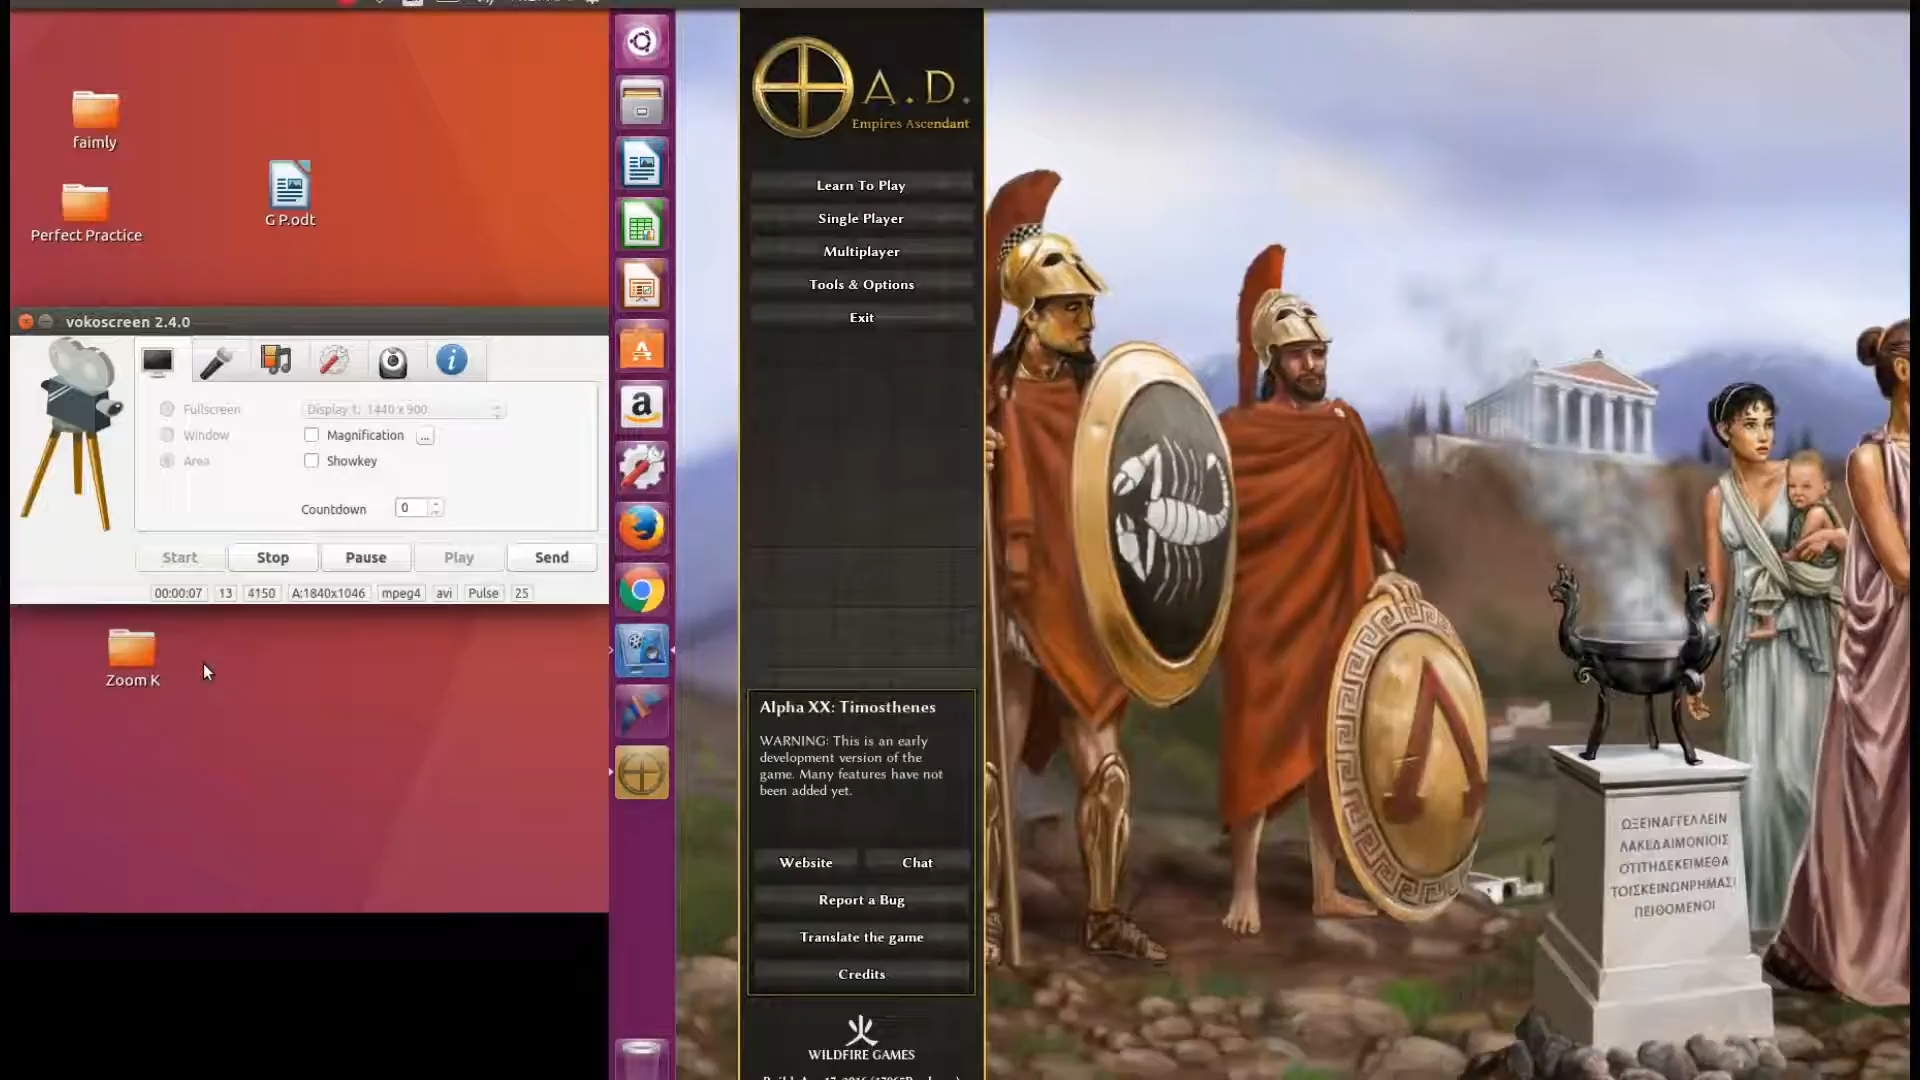 faimly
G P.odt
Perfect Practice
vokoscreen 2.4.0
Fullscreen
Display 1: 1440 x 900
Window
Magnification
...
Area
Showkey
Countdown
0
Start
Stop
Pause
Play
Send
00:00:07
13
4150
A:1840x1046
mpeg4
avi
Pulse
25
Zoom K
A.D.
Empires Ascendant
Learn To Play
Single Player
Multiplayer
Tools & Options
Exit
Alpha XX: Timosthenes
WARNING: This is an early
development version of the
game. Many features have not
been added yet.
Website
Chat
Report a Bug
Translate the game
Credits
WILDFIRE GAMES
ΩΞΕΙΝΑΓΓΕΛΛΕΙΝ
ΛΑΚΕΔΑΙΜΟΝΙΟΙΣ
ΟΤΙΤΗΔΕΚΕΙΜΕΘΑ
ΤΟΙΣΚΕΙΝΩΝΡΗΜΑΣΙ
ΠΕΙΘΟΜΕΝΟΙ